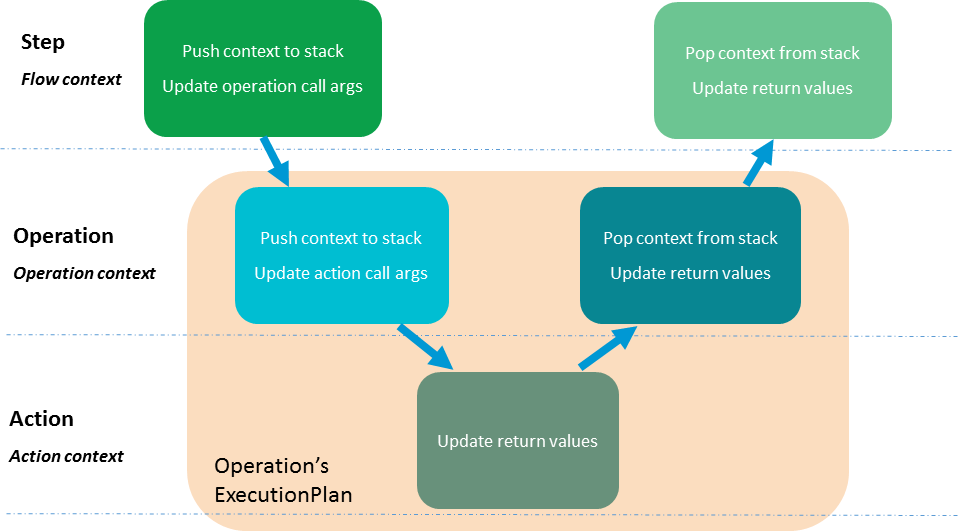 Step
Flow context
Push context to stack
Update operation call args
Pop context from stack
Update return values
Operation
Operation context
Push context to stack
Update action call args
Pop context from stack
Update return values
Action
Action context
Update return values
Operation's
ExecutionPlan